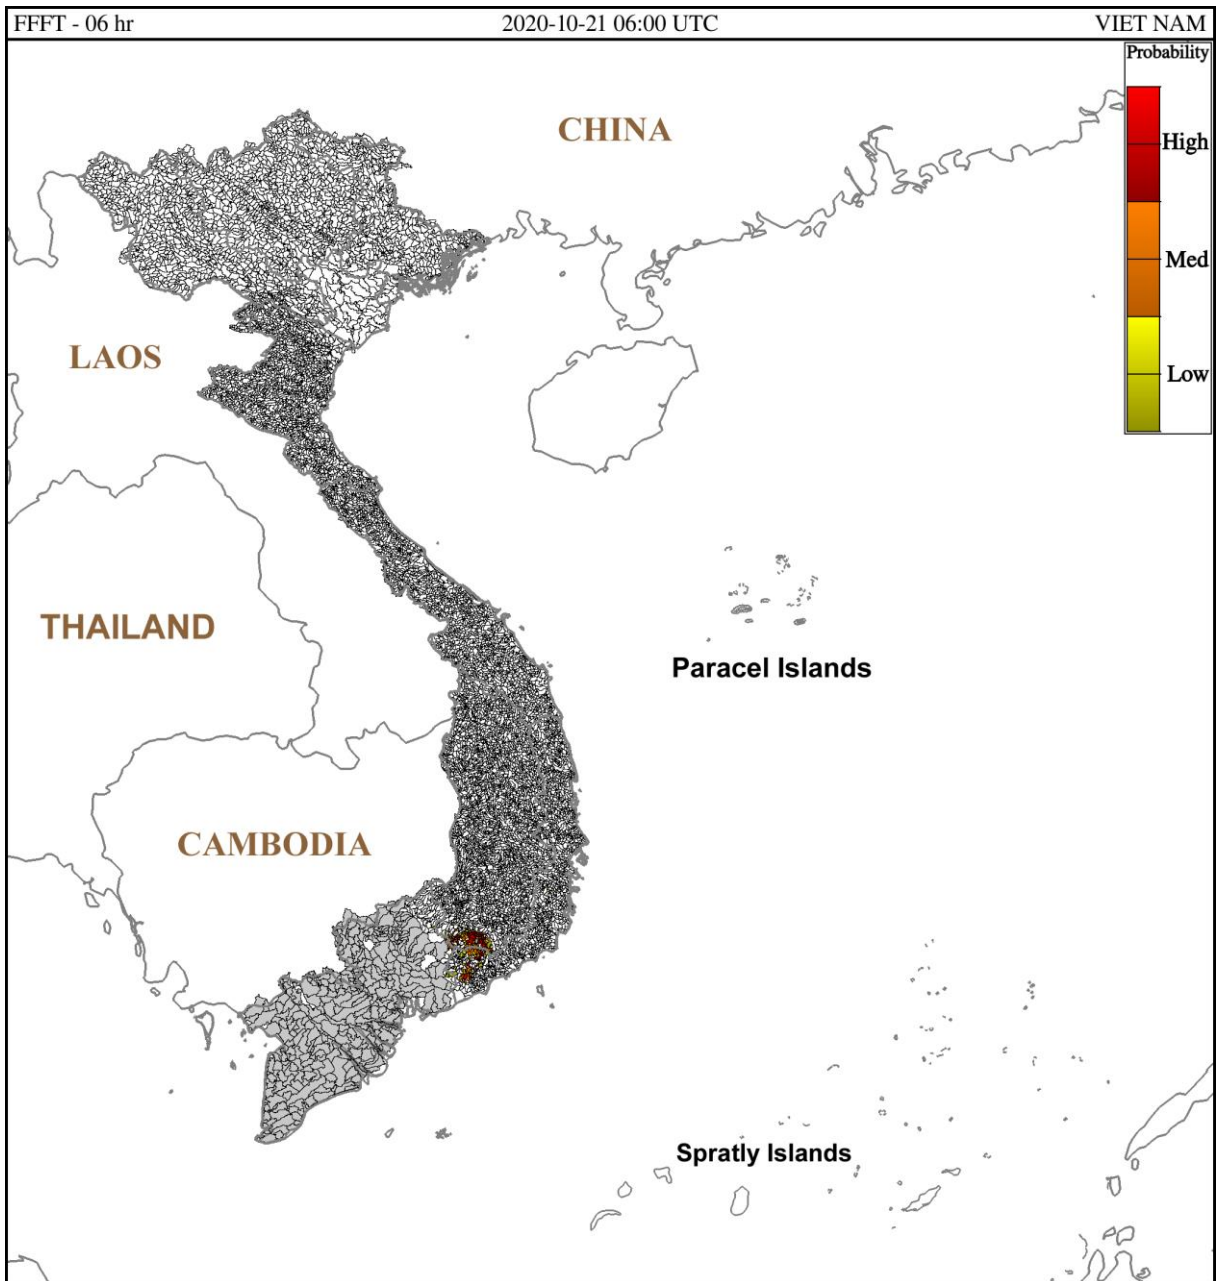 FFFT - 06 hr
2020-10-21 06:00 UTC
VIET NAM
Probability
High
Med
Low
CHINA
LAOS
THAILAND
Paracel Islands
CAMBODIA
Spratly Islands